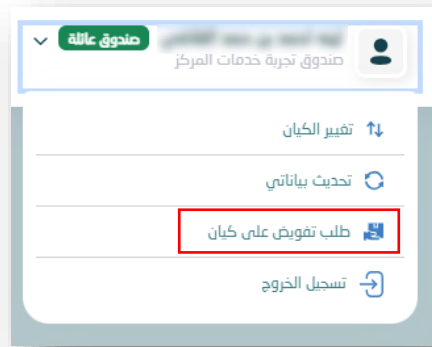 صندوق عائلة
صندوق تجربة خدمات المركز
تغيير الكيان
تحديث بياناتي
طلب تفويض على كيان
تسجيل الخروج